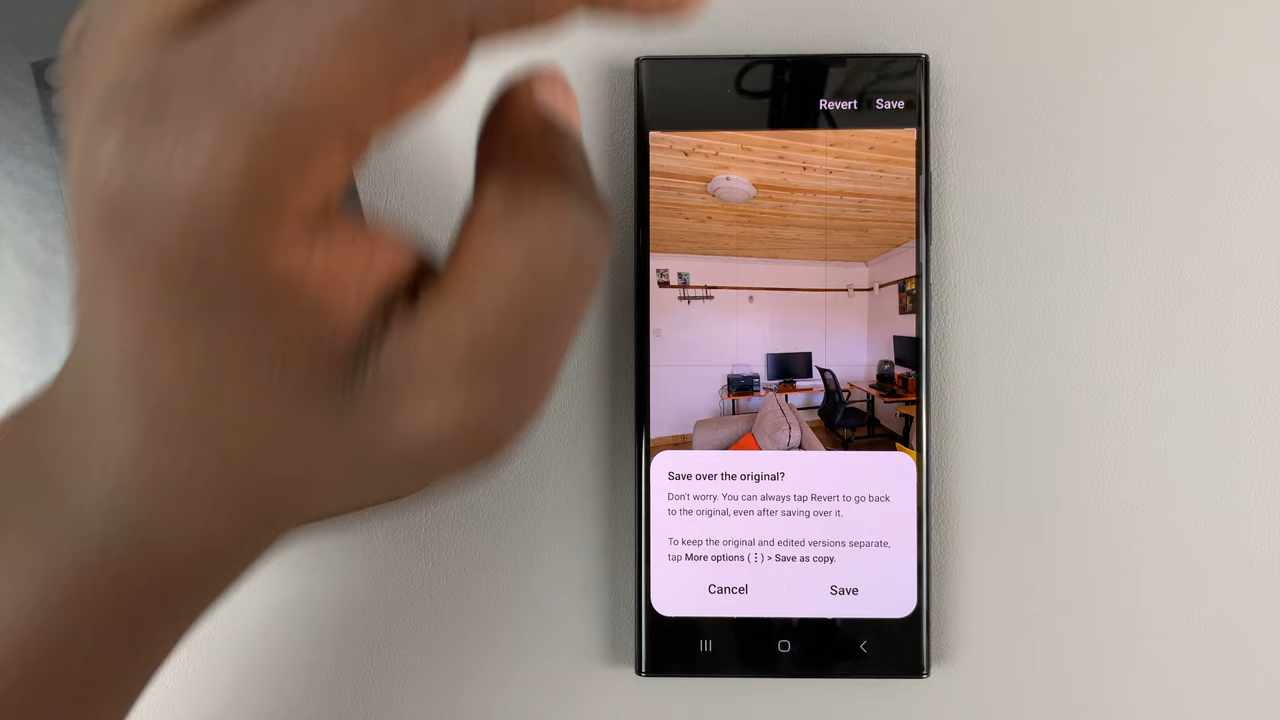 Revert Save
Save over the original?
Don't worry. You can always tap Revert to go back
to the original, even after saving over it.
To keep the original and edited versions separate,
tap More options (⋮) > Save as copy.
Cancel Save